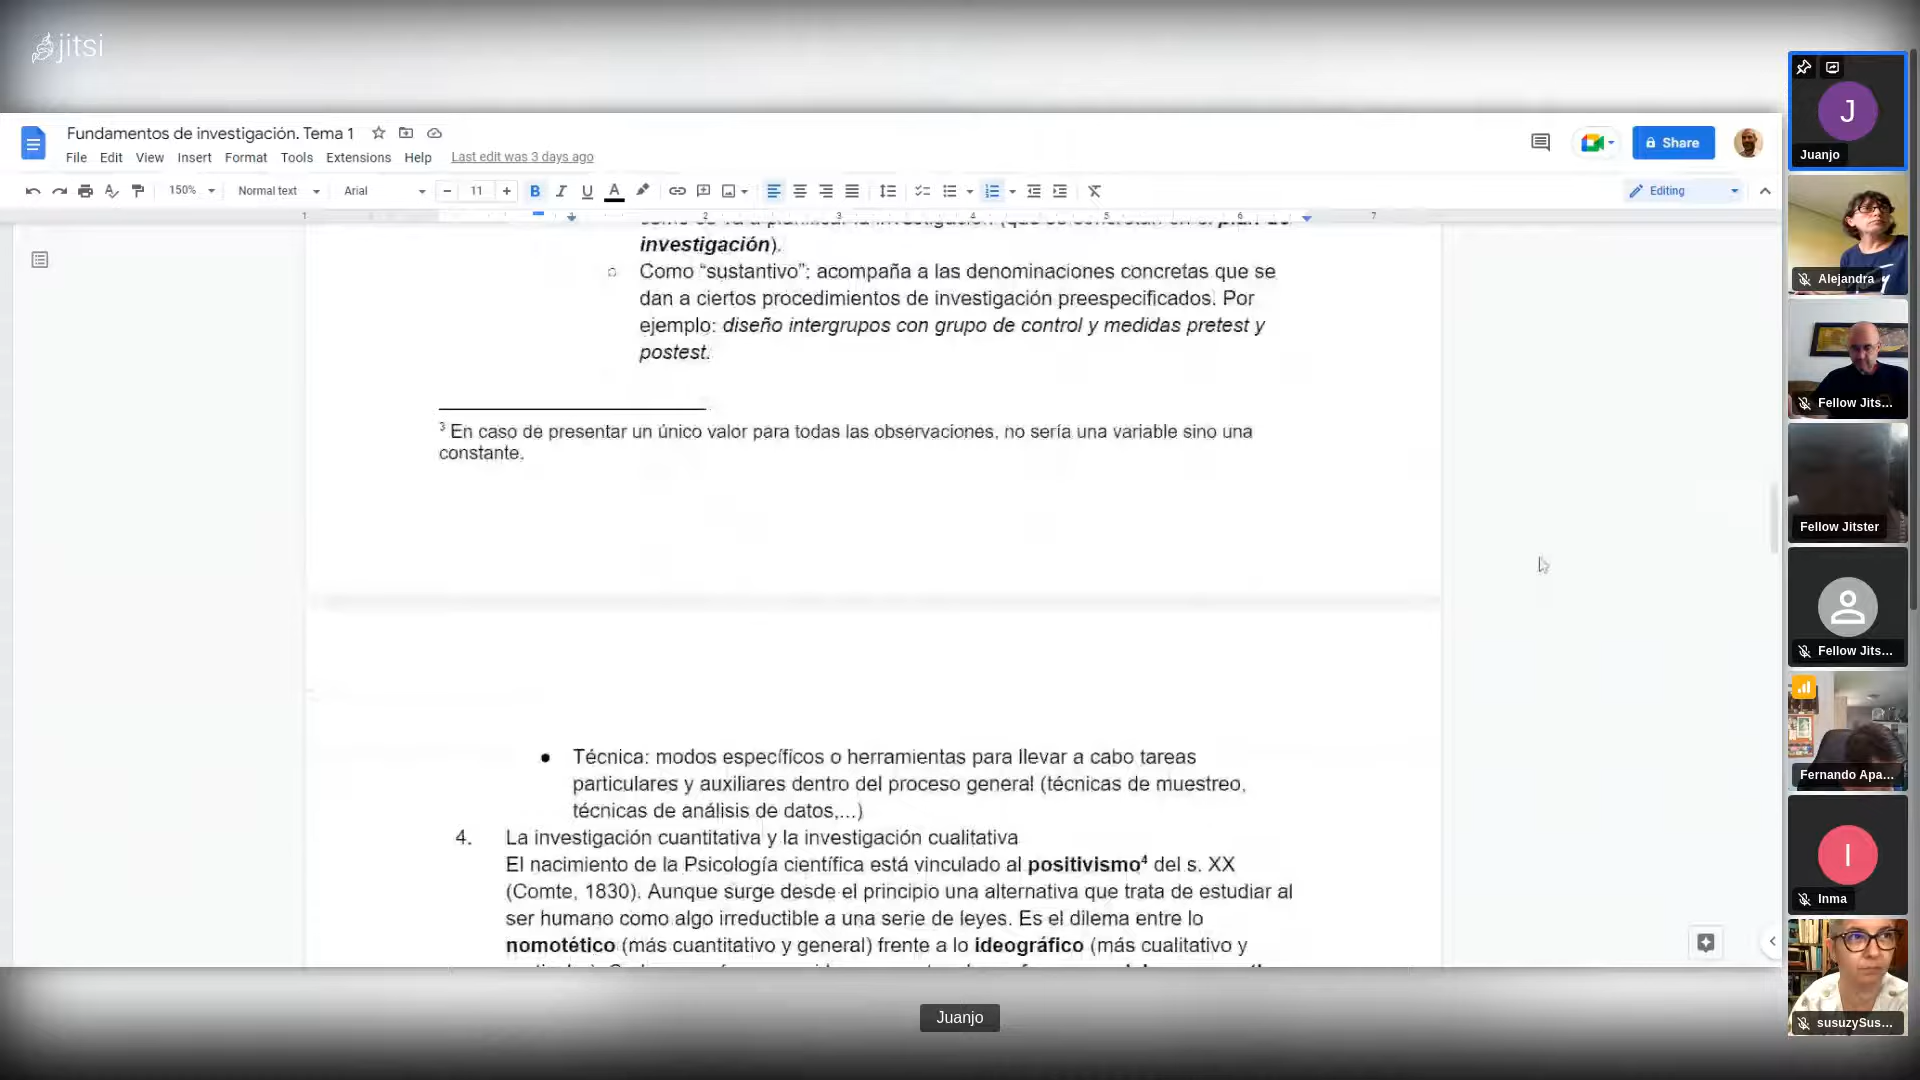 jitsi
Fundamentos de investigación. Tema 1
File Edit View Insert Format Tools Extensions Help Last edit was 3 days ago
Share
150% Normal text Arial 11 B I U A Editing
1 2 3 4 5 6 7
investigación).
Como “sustantivo”: acompaña a las denominaciones concretas que se
dan a ciertos procedimientos de investigación preespecificados. Por
ejemplo: diseño intergrupos con grupo de control y medidas pretest y
postest.
3 En caso de presentar un único valor para todas las observaciones, no sería una variable sino una
constante.
● Técnica: modos específicos o herramientas para llevar a cabo tareas
particulares y auxiliares dentro del proceso general (técnicas de muestreo,
técnicas de análisis de datos,...)
4. La investigación cuantitativa y la investigación cualitativa
El nacimiento de la Psicología científica está vinculado al positivismo4 del s. XX
(Comte, 1830). Aunque surge desde el principio una alternativa que trata de estudiar al
ser humano como algo irreductible a una serie de leyes. Es el dilema entre lo
nomotético (más cuantitativo y general) frente a lo ideográfico (más cualitativo y
Juanjo
J
Juanjo
Alejandra
Fellow Jits...
Fellow Jitster
Fellow Jits...
Fernando Apa...
I
Inma
susuzySus...